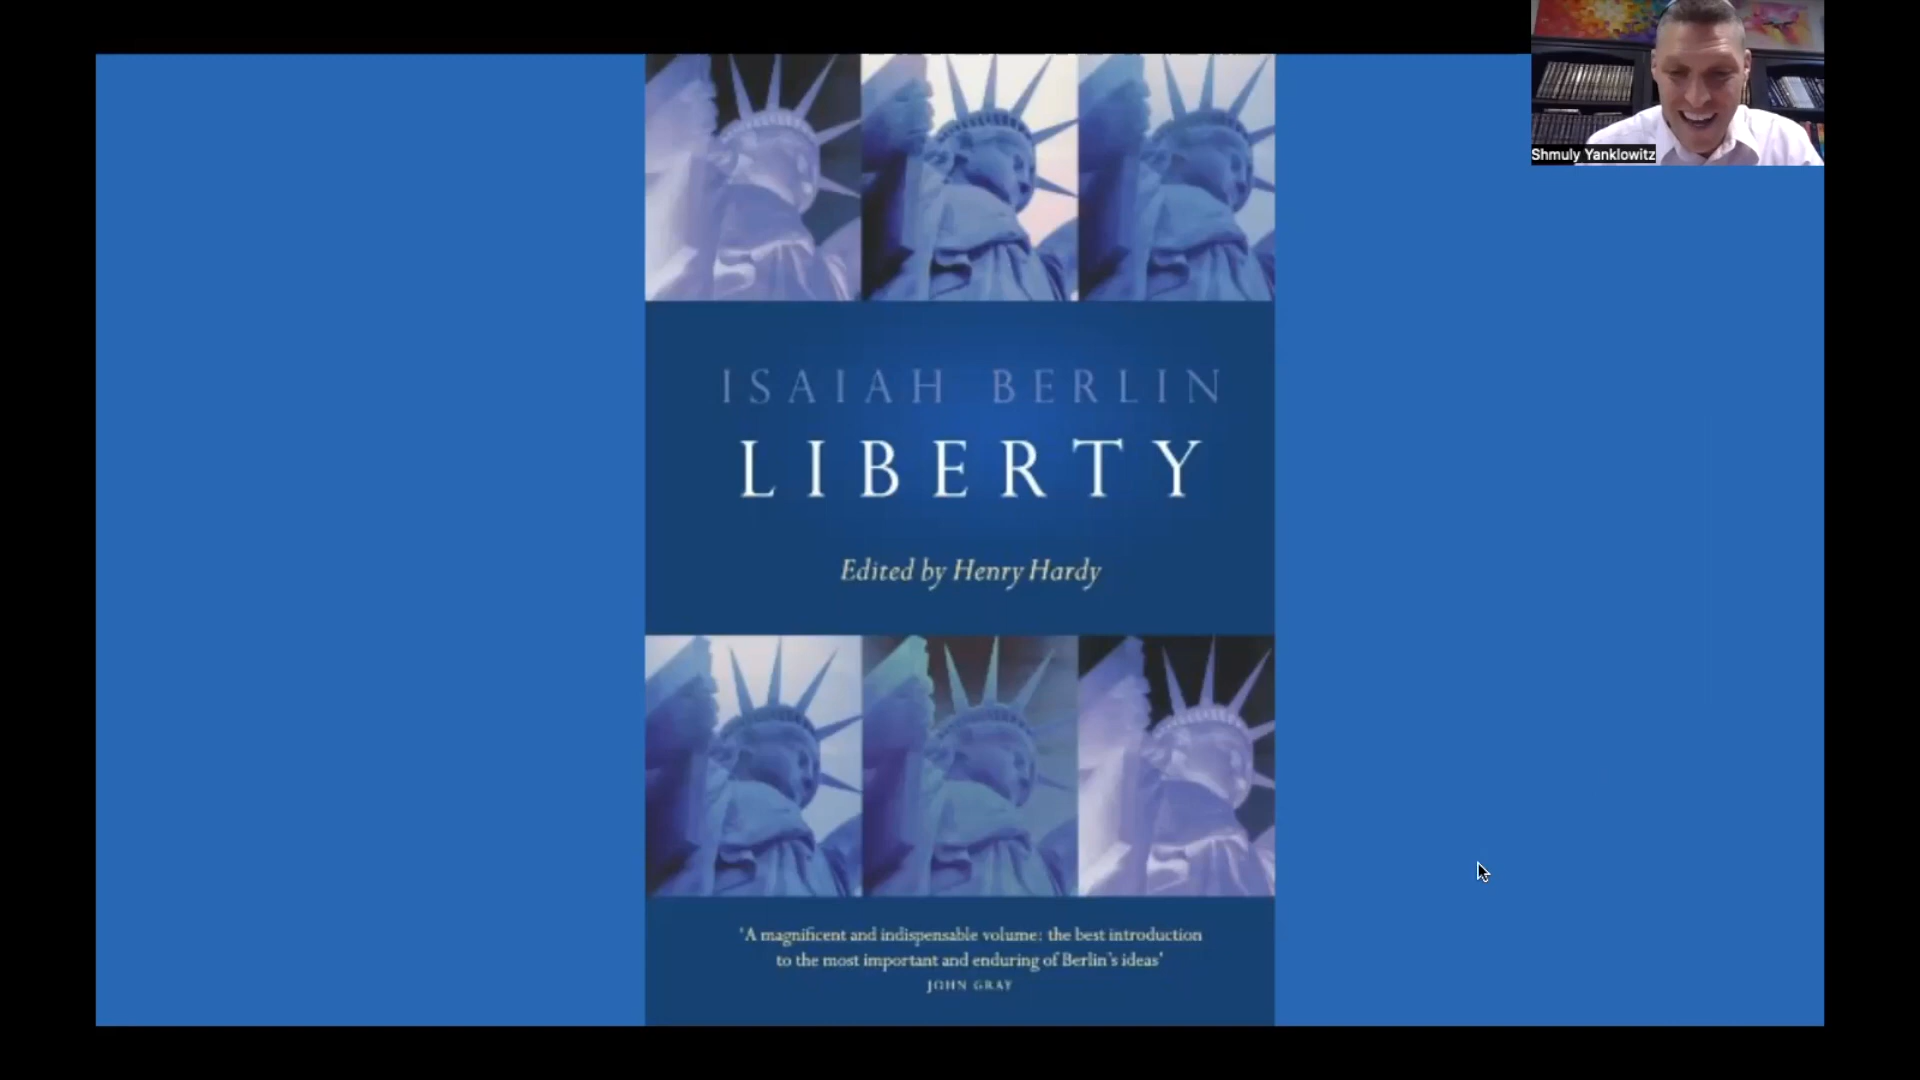 Shmuly Yanklowitz
ISAIAH BERLIN
LIBERTY
Edited by Henry Hardy
'A magnificent and indispensable volume: the best introduction
to the most important and enduring of Berlin's ideas'
JOHN GRAY